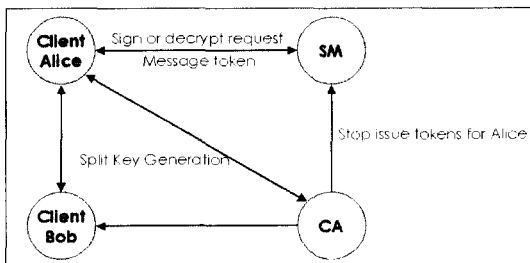 Client
Alice
Sign or decrypt request
Message token
SM
Stop issue tokens for Alice
Split Key Generation
Client
Bob
CA